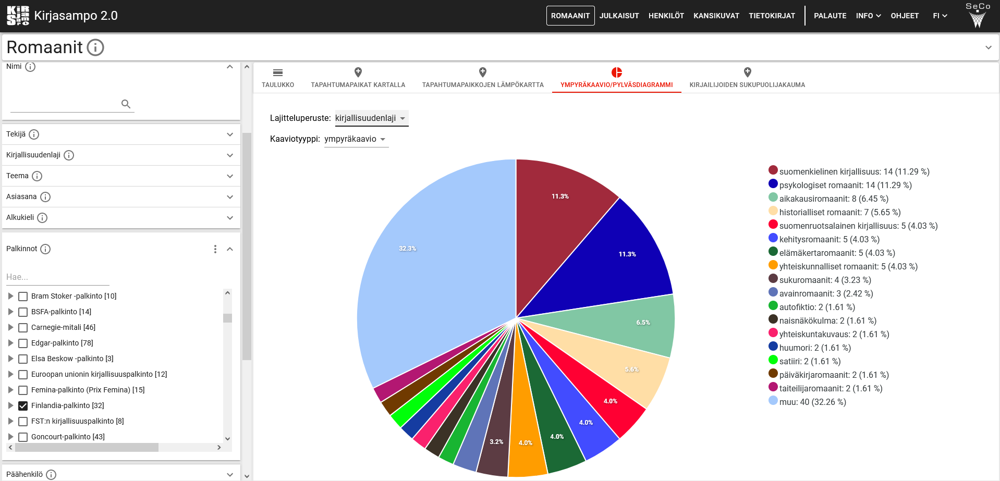 KirjaSampo
Kirjasampo 2.0
ROMAANIT JULKAISUT HENKILÖT KANSIKUVAT TIETOKIRJAT PALAUTE INFO OHJEET FI
SeCo
Romaanit
Nimi
Tekijä
Kirjallisuudenlaji
Teema
Asiasana
Alkukieli
Palkinnot
Hae...
Bram Stoker -palkinto [10]
BSFA-palkinto [14]
Carnegie-mitali [46]
Edgar-palkinto [78]
Elsa Beskow -palkinto [3]
Euroopan unionin kirjallisuuspalkinto [12]
Femina-palkinto (Prix Femina) [15]
Finlandia-palkinto [32]
FST:n kirjallisuuspalkinto [8]
Goncourt-palkinto [43]
Päähenkilö
TAULUKKO TAPAHTUMAPAIKAT KARTALLA TAPAHTUMAPAIKKOJEN LÄMPÖKARTTA YMPYRÄKAAVIO/PYLVÄSDIAGRAMMI KIRJAILIJOIDEN SUKUPUOLIJAKAUMA
Lajitteluperuste: kirjallisuudenlaji
Kaaviotyyppi: ympyräkaavio
11.3%
11.3%
6.5%
5.6%
4.0%
4.0%
4.0%
4.0%
3.2%
32.3%
suomenkielinen kirjallisuus: 14 (11.29 %)
psykologiset romaanit: 14 (11.29 %)
aikakausiromaanit: 8 (6.45 %)
historialliset romaanit: 7 (5.65 %)
suomenruotsalainen kirjallisuus: 5 (4.03 %)
kehitysromaanit: 5 (4.03 %)
elämäkertaromaanit: 5 (4.03 %)
yhteiskunnalliset romaanit: 5 (4.03 %)
sukuromaanit: 4 (3.23 %)
avainromaanit: 3 (2.42 %)
autofiktio: 2 (1.61 %)
naisnäkökulma: 2 (1.61 %)
yhteiskuntakuvaus: 2 (1.61 %)
huumori: 2 (1.61 %)
satiiri: 2 (1.61 %)
päiväkirjaromaanit: 2 (1.61 %)
taiteilijaromaanit: 2 (1.61 %)
muu: 40 (32.26 %)